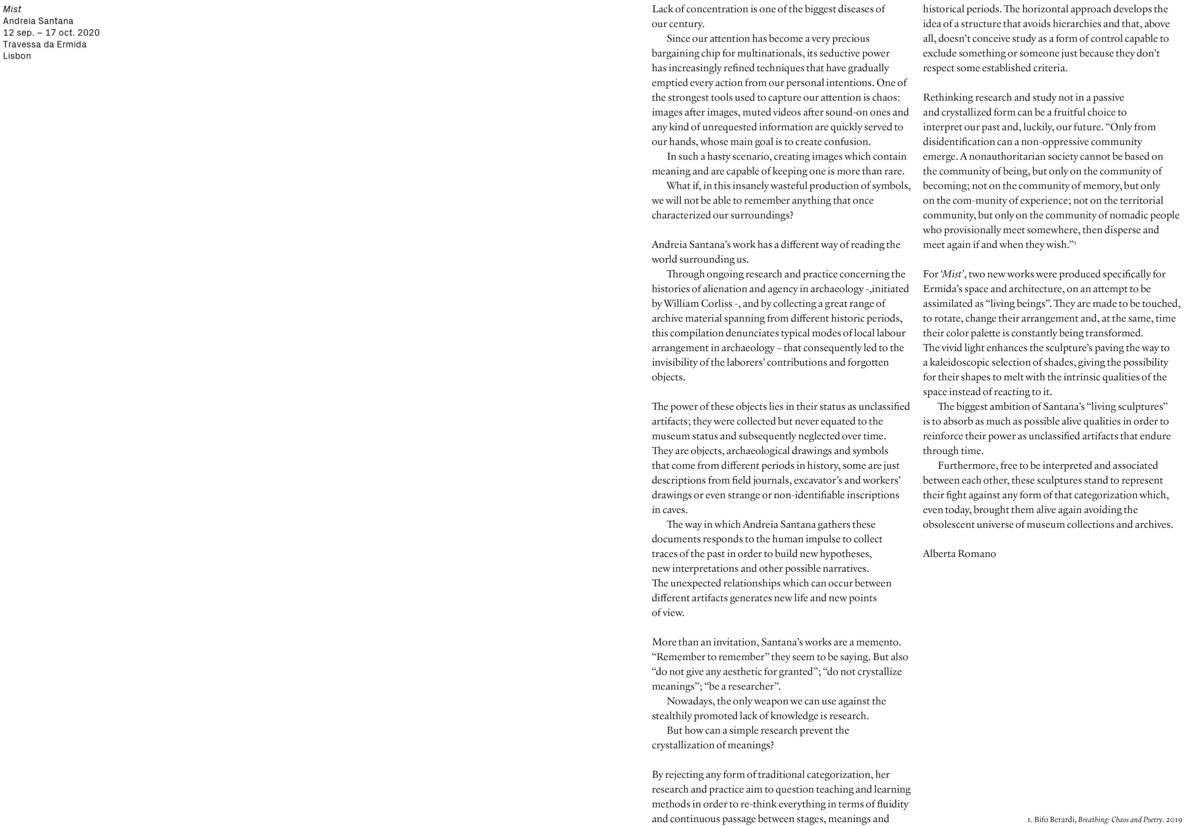 Mist
Andreia Santana
12 sep. – 17 oct. 2020
Travessa da Ermida
Lisbon
Lack of concentration is one of the biggest diseases of
our century.
Since our attention has become a very precious
bargaining chip for multinationals, its seductive power
has increasingly refined techniques that have gradually
emptied every action from our personal intentions. One of
the strongest tools used to capture our attention is chaos:
images after images, muted videos after sound-on ones and
any kind of unrequested information are quickly served to
our hands, whose main goal is to create confusion.
In such a hasty scenario, creating images which contain
meaning and are capable of keeping one is more than rare.
What if, in this insanely wasteful production of symbols,
we will not be able to remember anything that once
characterized our surroundings?
Andreia Santana’s work has a different way of reading the
world surrounding us.
Through ongoing research and practice concerning the
histories of alienation and agency in archaeology -,initiated
by William Corliss -, and by collecting a great range of
archive material spanning from different historic periods,
this compilation denunciates typical modes of local labour
arrangement in archaeology – that consequently led to the
invisibility of the laborers’ contributions and forgotten
objects.
The power of these objects lies in their status as unclassified
artifacts; they were collected but never equated to the
museum status and subsequently neglected over time.
They are objects, archaeological drawings and symbols
that come from different periods in history, some are just
descriptions from field journals, excavator’s and workers’
drawings or even strange or non-identifiable inscriptions
in caves.
The way in which Andreia Santana gathers these
documents responds to the human impulse to collect
traces of the past in order to build new hypotheses,
new interpretations and other possible narratives.
The unexpected relationships which can occur between
different artifacts generates new life and new points
of view.
More than an invitation, Santana’s works are a memento.
“Remember to remember” they seem to be saying. But also
“do not give any aesthetic for granted”; “do not crystallize
meanings”; “be a researcher”.
Nowadays, the only weapon we can use against the
stealthily promoted lack of knowledge is research.
But how can a simple research prevent the
crystallization of meanings?
By rejecting any form of traditional categorization, her
research and practice aim to question teaching and learning
methods in order to re-think everything in terms of fluidity
and continuous passage between stages, meanings and
historical periods. The horizontal approach develops the
idea of a structure that avoids hierarchies and that, above
all, doesn’t conceive study as a form of control capable to
exclude something or someone just because they don’t
respect some established criteria.
Rethinking research and study not in a passive
and crystallized form can be a fruitful choice to
interpret our past and, luckily, our future. “Only from
disidentification can a non-oppressive community
emerge. A nonauthoritarian society cannot be based on
the community of being, but only on the community of
becoming; not on the community of memory, but only
on the com-munity of experience; not on the territorial
community, but only on the community of nomadic people
who provisionally meet somewhere, then disperse and
meet again if and when they wish.”¹
For ‘Mist’, two new works were produced specifically for
Ermida’s space and architecture, on an attempt to be
assimilated as “living beings”. They are made to be touched,
to rotate, change their arrangement and, at the same, time
their color palette is constantly being transformed.
The vivid light enhances the sculpture’s paving the way to
a kaleidoscopic selection of shades, giving the possibility
for their shapes to melt with the intrinsic qualities of the
space instead of reacting to it.
The biggest ambition of Santana’s “living sculptures”
is to absorb as much as possible alive qualities in order to
reinforce their power as unclassified artifacts that endure
through time.
Furthermore, free to be interpreted and associated
between each other, these sculptures stand to represent
their fight against any form of that categorization which,
even today, brought them alive again avoiding the
obsolescent universe of museum collections and archives.
Alberta Romano
1. Bifo Berardi, Breathing: Chaos and Poetry. 2019